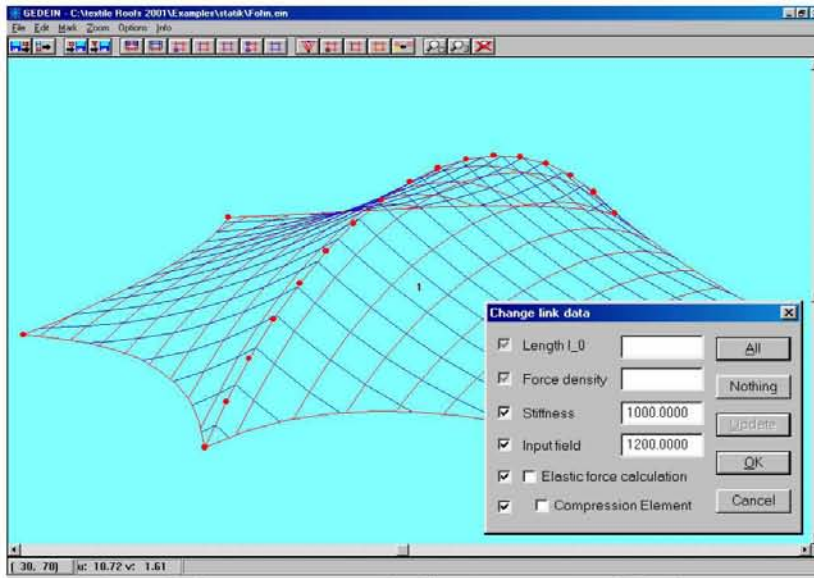 GEDEIN - C:\textile Roofs 2001\Examples\statik\Fohn.ein
File Edit Mark Zoom Options Info
1
Change link data
Length l_0
All
Force density
Nothing
Stiffness 1000.0000
Update
Input field 1200.0000
OK
Elastic force calculation
Compression Element
Cancel
( 30, 70) u: 10.72 v: 1.61